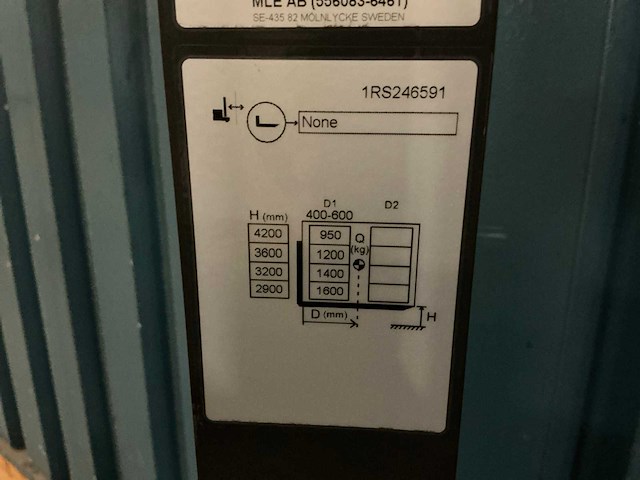 MLE AB (556083-6461)
SE-435 82 MÖLNLYCKE SWEDEN
1RS246591
None
D1 D2
H (mm) 400-600
4200 950 Q
3600 1200 (kg)
3200 1400
2900 1600
D (mm) H